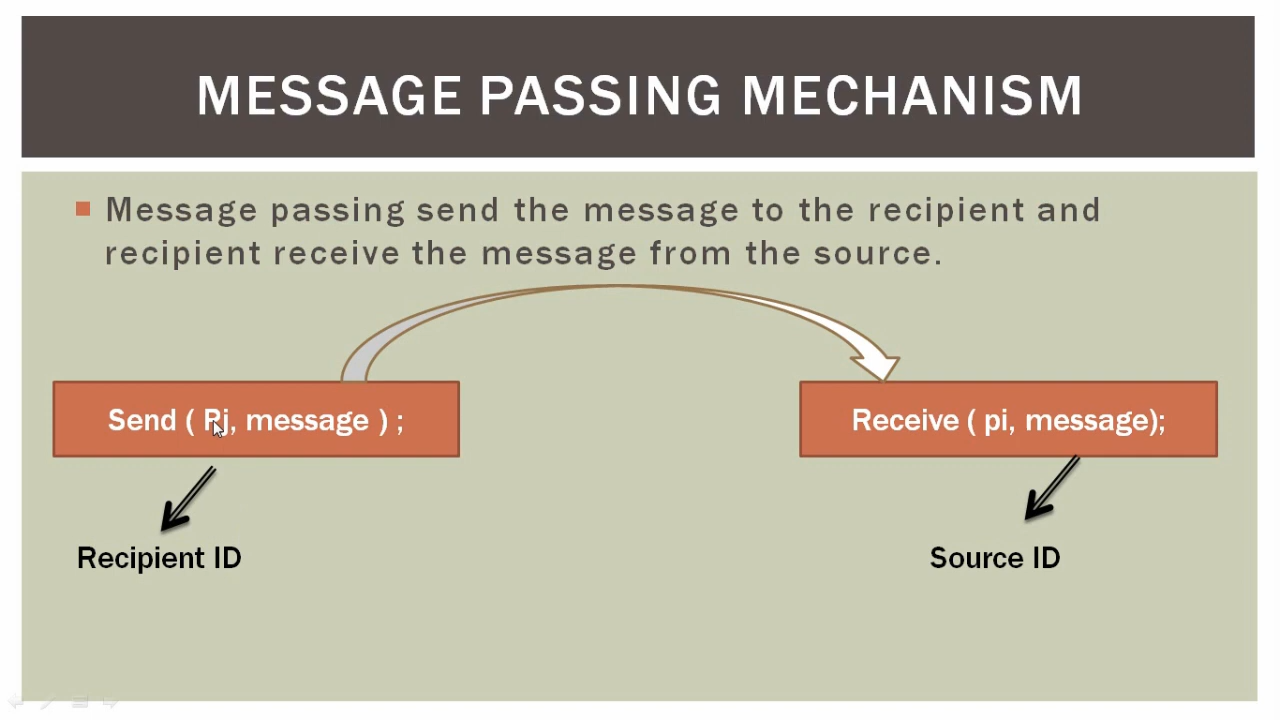 MESSAGE PASSING MECHANISM
Message passing send the message to the recipient and
recipient receive the message from the source.
Send ( Pj, message ) ;
Receive ( pi, message);
Recipient ID
Source ID